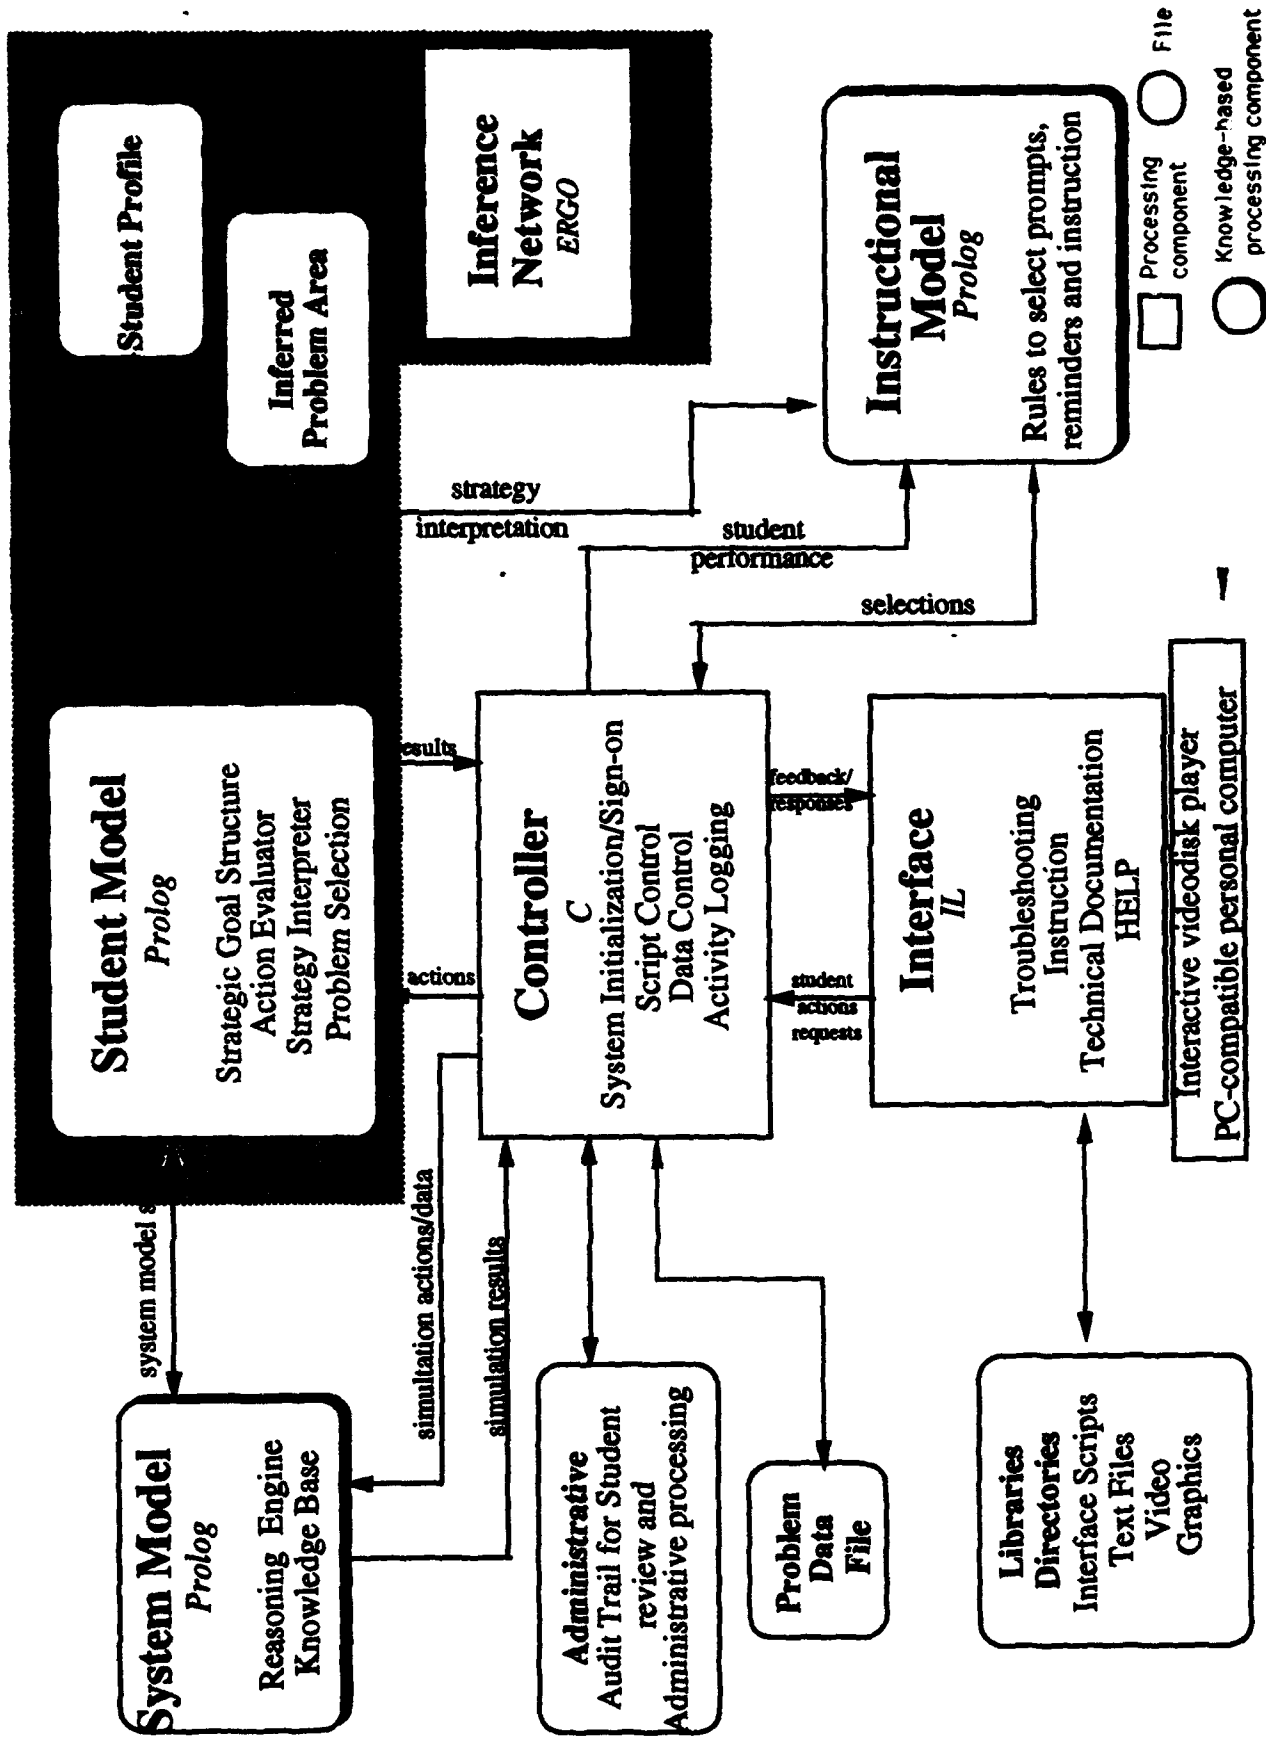 System Model
Prolog
Reasoning Engine
Knowledge Base
system model s
Student Model
Prolog
Strategic Goal Structure
Action Evaluator
Strategy Interpreter
Problem Selection
Student Profile
Inferred
Problem Area
Inference
Network
ERGO
simultation actions/data
simulation results
actions
esults
strategy
interpretation
student
performance
selections
Administrative
Audit Trail for Student
review and
Administrative processing
Controller
C
System Initialization/Sign-on
Script Control
Data Control
Activity Logging
Instructional
Model
Prolog
Rules to select prompts,
reminders and instruction
Problem
Data
File
student
actions
requests
feedback/
responses
Libraries
Directories
Interface Scripts
Text Files
Video
Graphics
Interface
IL
Troubleshooting
Instruction
Technical Documentation
HELP
Interactive videodisk player
PC-compatible personal computer
Processing
component
File
Knowledge-based
processing component